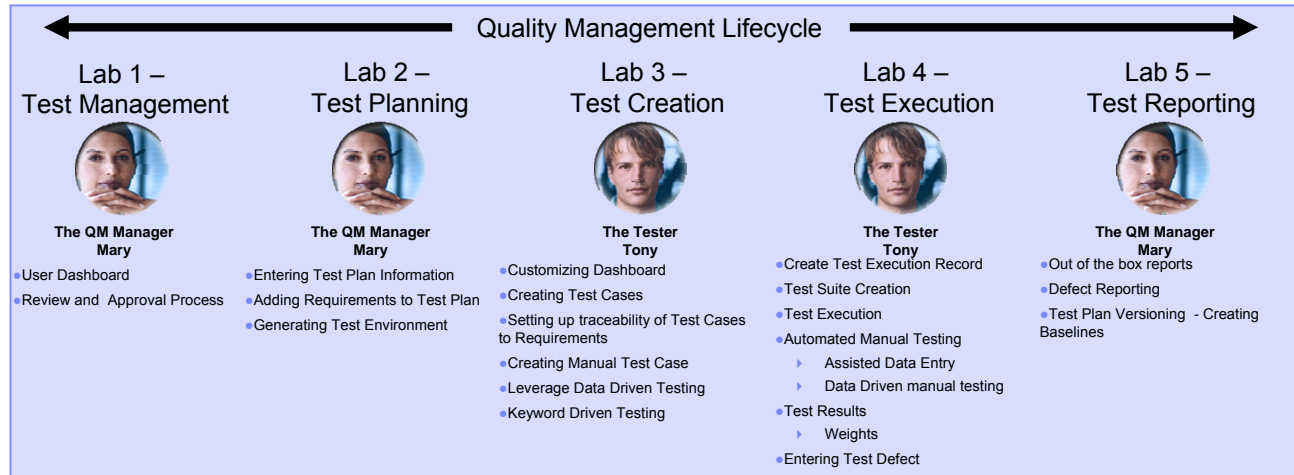 Quality Management Lifecycle
Lab 1 –
Test Management
The QM Manager
Mary
●User Dashboard
●Review and Approval Process
Lab 2 –
Test Planning
The QM Manager
Mary
●Entering Test Plan Information
●Adding Requirements to Test Plan
●Generating Test Environment
Lab 3 –
Test Creation
The Tester
Tony
●Customizing Dashboard
●Creating Test Cases
●Setting up traceability of Test Cases
to Requirements
●Creating Manual Test Case
●Leverage Data Driven Testing
●Keyword Driven Testing
Lab 4 –
Test Execution
The Tester
Tony
●Create Test Execution Record
●Test Suite Creation
●Test Execution
●Automated Manual Testing
Assisted Data Entry
Data Driven manual testing
●Test Results
Weights
●Entering Test Defect
Lab 5 –
Test Reporting
The QM Manager
Mary
●Out of the box reports
●Defect Reporting
●Test Plan Versioning - Creating
Baselines